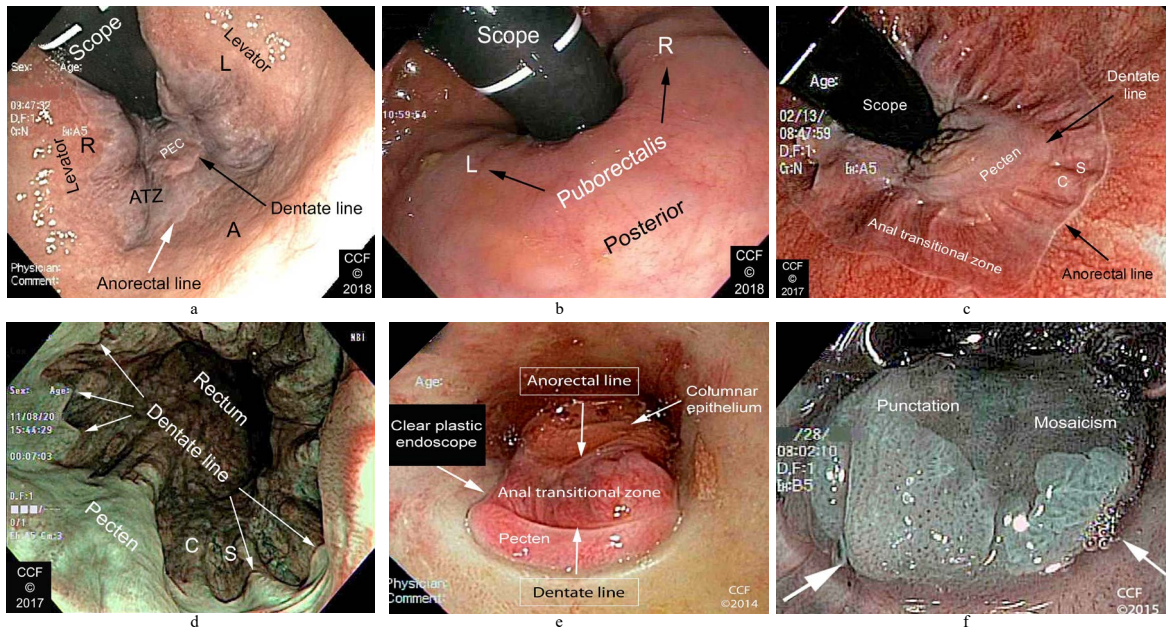 Scope
Levator
L
Sex: Age:
09:47:32
D.F:1
G:N
:A5
R
Levator
PEC
ATZ
Dentate line
A
Anorectal line
Physician:
Comment:
CCF
©
2018
a
Scope
R
10:59:54
L
Puborectalis
Posterior
CCF
©
2018
b
Age:
Scope
Dentate
line
02/13/
08:47:59
D.F:1
G:N
:A5
Pecten
S
C
Anal transitional zone
Anorectal line
CCF
©
2017
c
NBI
Sex: Age:
11/08/20
15:44:29
00:07:03
D.F:1
Rectum
Dentate line
Pecten
C
S
CCF
©
2017
d
Age:
Anorectal line
Columnar
epithelium
Clear plastic
endoscope
Anal transitional zone
Pecten
Dentate line
Physician:
Comment:
CCF
©2014
e
Punctation
Mosaicism
/28/
08:02:10
D.F:1
:B5
CCF
©2015
f